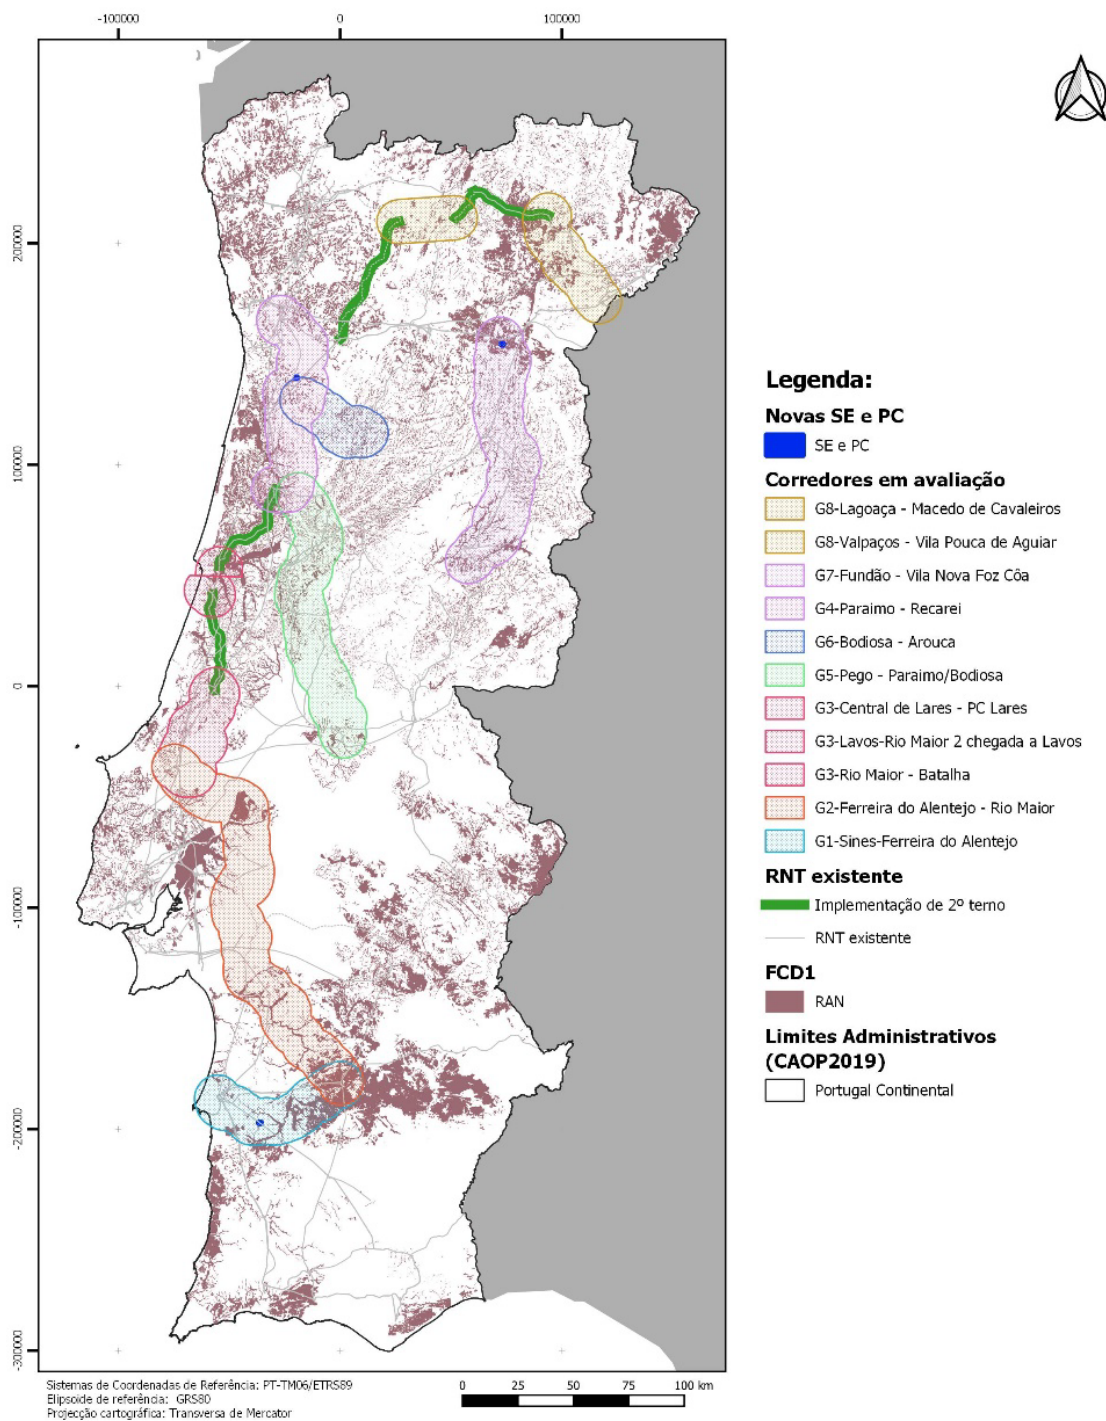 -100000
0
100000
200000
100000
0
-100000
-200000
-300000
Legenda:
Novas SE e PC
SE e PC
Corredores em avaliação
G8-Lagoaça - Macedo de Cavaleiros
G8-Valpaços - Vila Pouca de Aguiar
G7-Fundão - Vila Nova Foz Côa
G4-Paraimo - Recarei
G6-Bodiosa - Arouca
G5-Pego - Paraimo/Bodiosa
G3-Central de Lares - PC Lares
G3-Lavos-Rio Maior 2 chegada a Lavos
G3-Rio Maior - Batalha
G2-Ferreira do Alentejo - Rio Maior
G1-Sines-Ferreira do Alentejo
RNT existente
Implementação de 2º terno
RNT existente
FCD1
RAN
Limites Administrativos
(CAOP2019)
Portugal Continental
Sistemas de Coordenadas de Referência: PT-TM06/ETRS89
Elipsoide de referência: GRS80
Projecção cartográfica: Transversa de Mercator
0 25 50 75 100 km